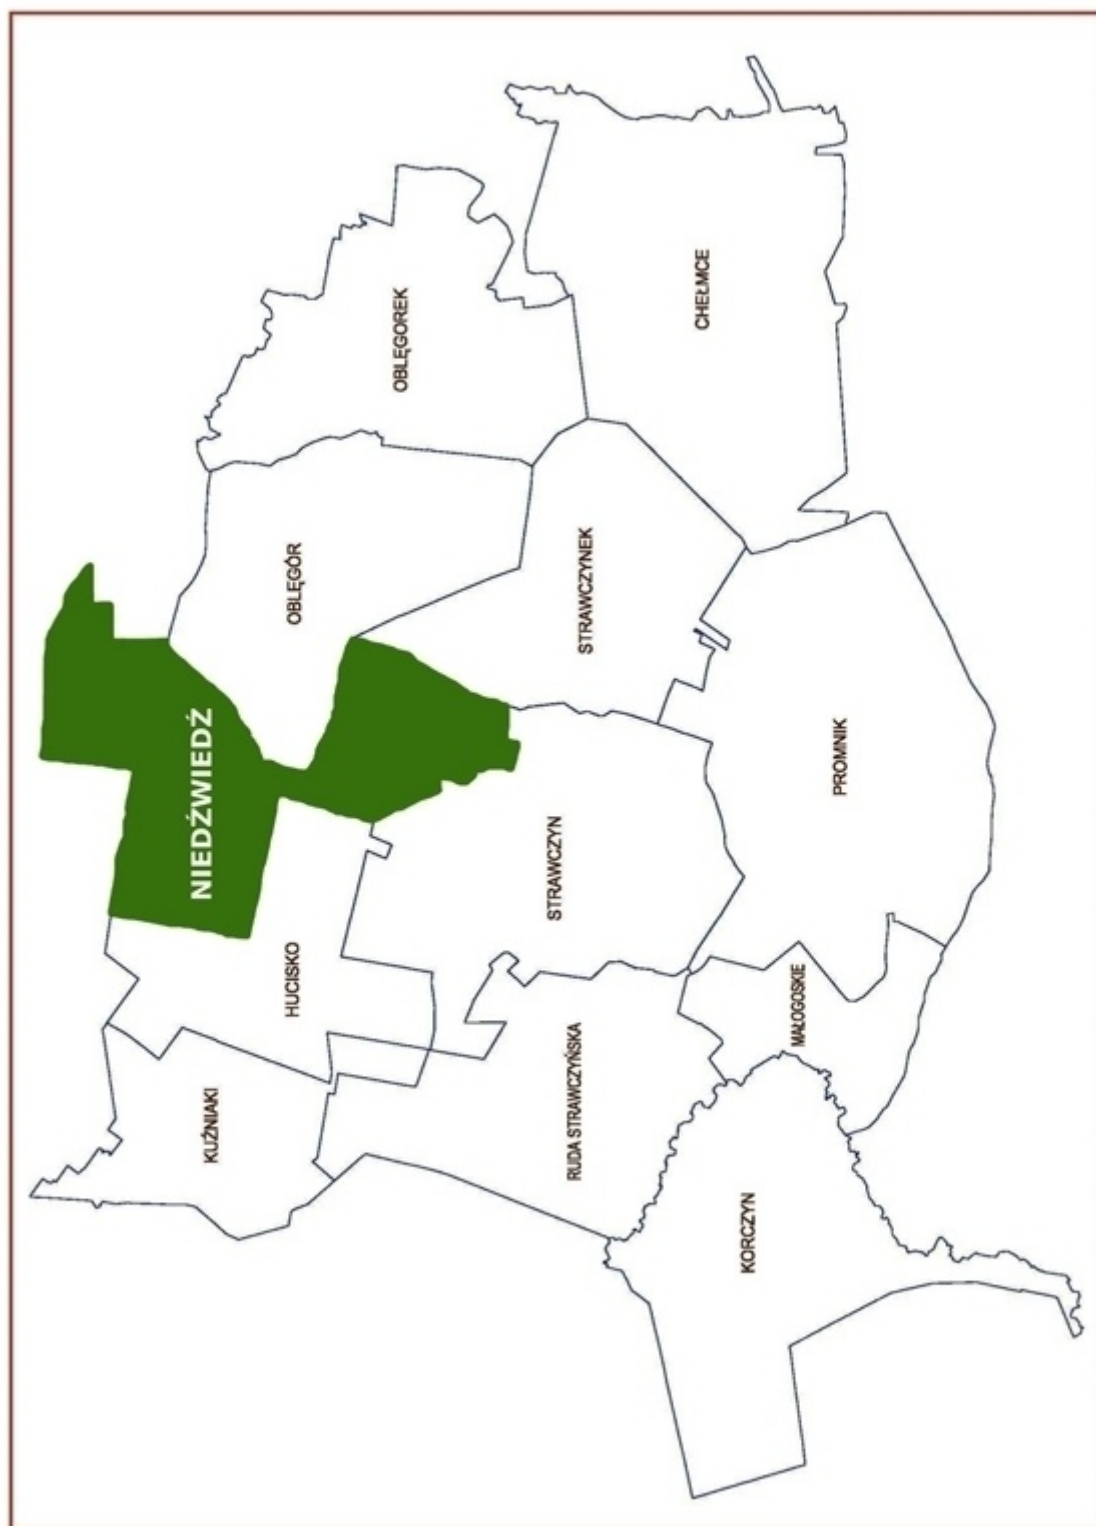 NIEDŹWIEDŹ
KUŹNIAKI
HUCISKO
OBLĘGÓR
OBLĘGOREK
RUDA STRAWCZYŃSKA
STRAWCZYN
STRAWCZYNEK
CHEŁMCE
KORCZYN
MAŁOGOSKIE
PROMNIK